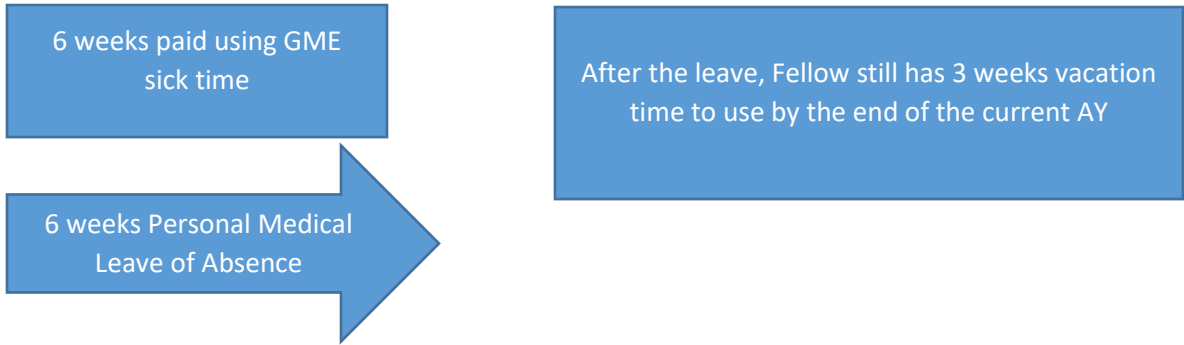 6 weeks paid using GME
sick time
After the leave, Fellow still has 3 weeks vacation
time to use by the end of the current AY
6 weeks Personal Medical
Leave of Absence